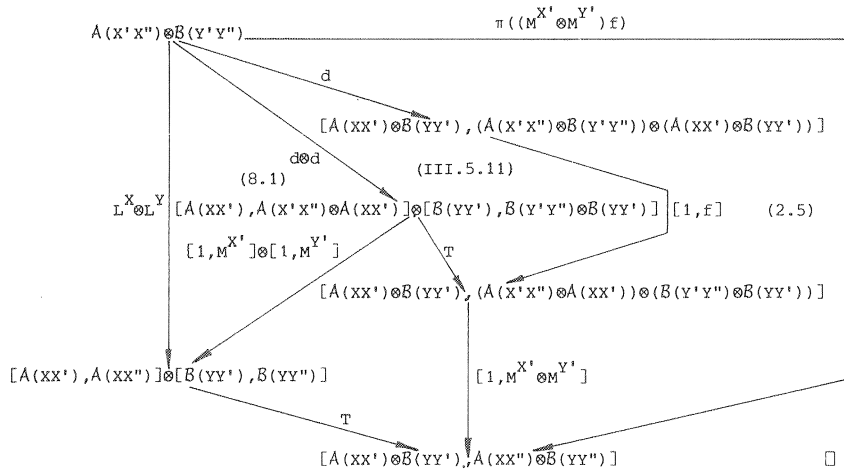 π((M^X'⊗M^Y')f)
A(X'X")⊗B(Y'Y")
d
[A(XX')⊗B(YY'),(A(X'X")⊗B(Y'Y"))⊗(A(XX')⊗B(YY'))]
d⊗d
(8.1) (III.5.11)
L^X⊗L^Y [A(XX'),A(X'X")⊗A(XX')]⊗[B(YY'),B(Y'Y")⊗B(YY')] [1,f] (2.5)
[1,M^X']⊗[1,M^Y'] T
[A(XX')⊗B(YY'),(A(X'X")⊗A(XX'))⊗(B(Y'Y")⊗B(YY'))]
[A(XX'),A(XX")]⊗[B(YY'),B(YY")] [1,M^X'⊗M^Y']
T
[A(XX')⊗B(YY'),A(XX")⊗B(YY")] □